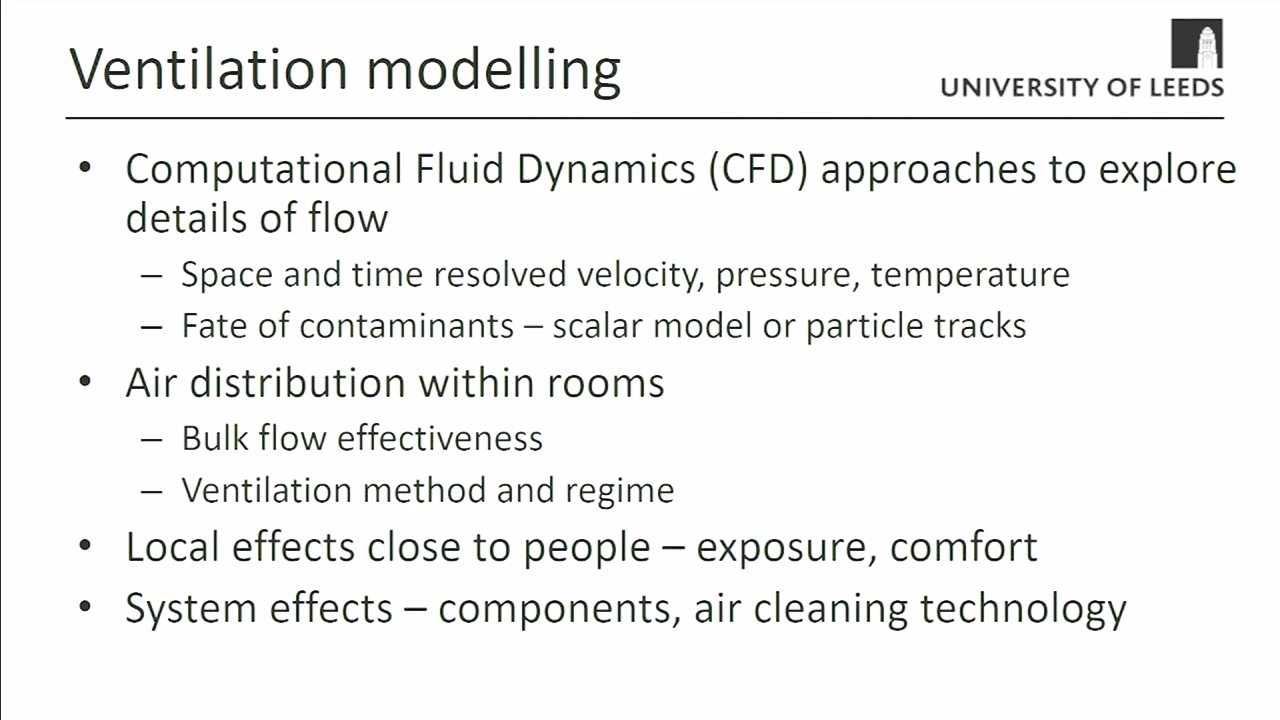 Ventilation modelling
UNIVERSITY OF LEEDS
• Computational Fluid Dynamics (CFD) approaches to explore
details of flow
– Space and time resolved velocity, pressure, temperature
– Fate of contaminants – scalar model or particle tracks
• Air distribution within rooms
– Bulk flow effectiveness
– Ventilation method and regime
• Local effects close to people – exposure, comfort
• System effects – components, air cleaning technology